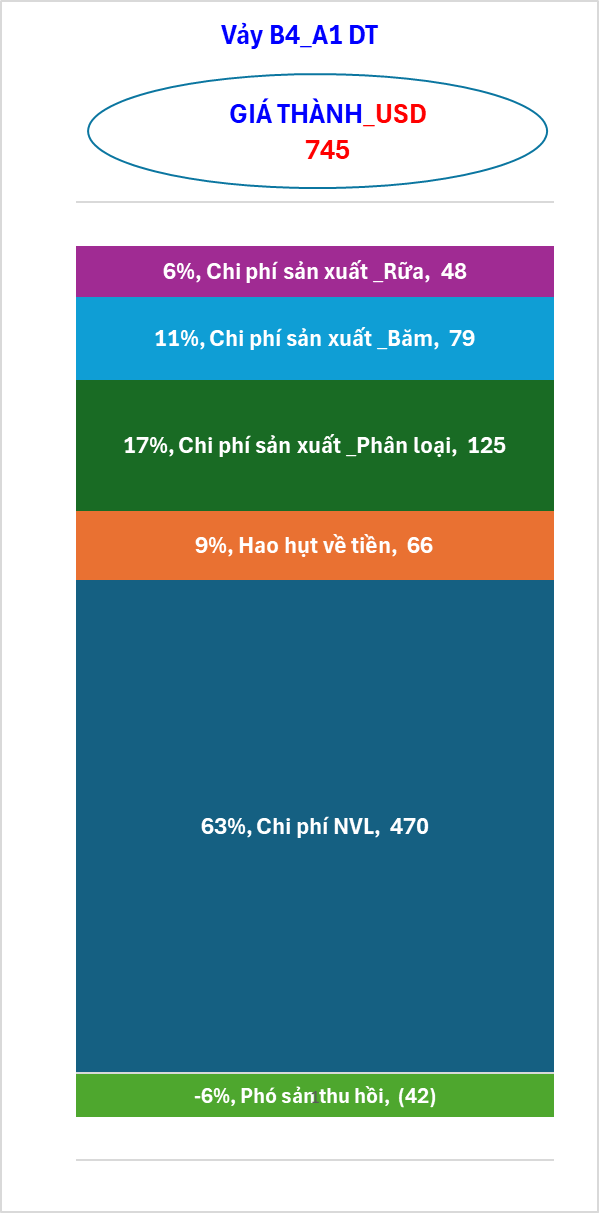 Vảy B4_A1 DT
GIÁ THÀNH_USD
745
6%, Chi phí sản xuất _Rữa, 48
11%, Chi phí sản xuất _Băm, 79
17%, Chi phí sản xuất _Phân loại, 125
9%, Hao hụt về tiền, 66
63%, Chi phí NVL, 470
-6%, Phó sản thu hồi, (42)